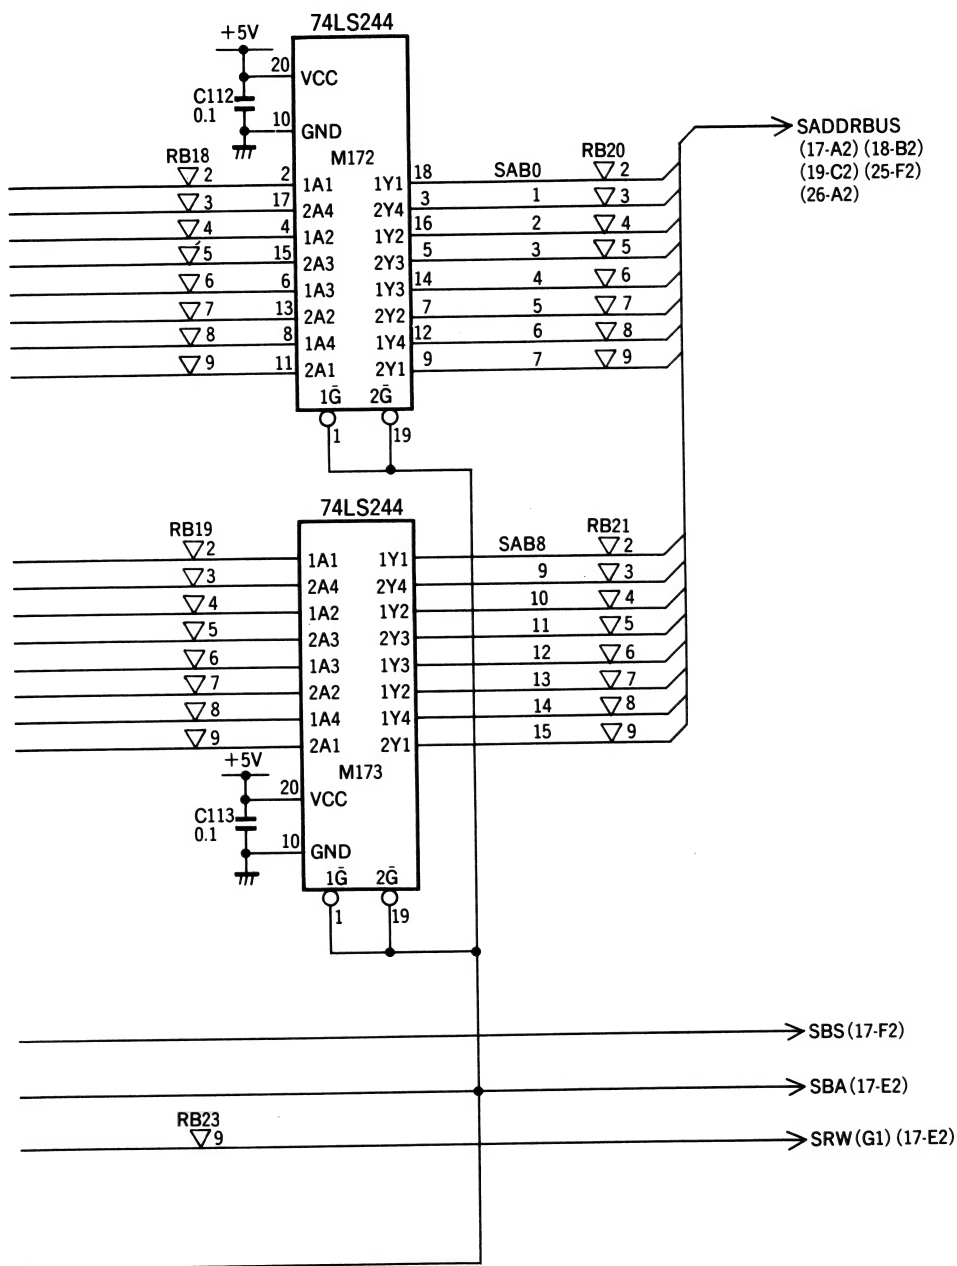 74LS244
+5V
20 VCC
C112
0.1
10 GND
M172
SADDRBUS
(17-A2) (18-B2)
(19-C2) (25-F2)
(26-A2)
RB18 RB20
2 2 1A1 1Y1 18 SAB0 2
3 17 2A4 2Y4 3 1 3
4 4 1A2 1Y2 16 2 4
5 15 2A3 2Y3 5 3 5
6 6 1A3 1Y3 14 4 6
7 13 2A2 2Y2 7 5 7
8 8 1A4 1Y4 12 6 8
9 11 2A1 2Y1 9 7 9
1G̅ 2G̅
1 19
74LS244
RB19 RB21
2 1A1 1Y1 SAB8 2
3 2A4 2Y4 9 3
4 1A2 1Y2 10 4
5 2A3 2Y3 11 5
6 1A3 1Y3 12 6
7 2A2 1Y2 13 7
8 1A4 1Y4 14 8
9 2A1 2Y1 15 9
+5V
M173
20 VCC
C113
0.1
10 GND
1G̅ 2G̅
1 19
SBS (17-F2)
SBA (17-E2)
RB23
9
SRW (G1) (17-E2)